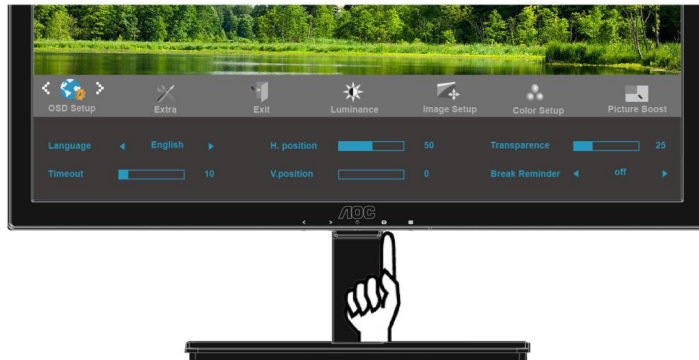 OSD Setup Extra Exit Luminance Image Setup Color Setup Picture Boost
Language English H. position 50 Transparence 25
Timeout 10 V.position 0 Break Reminder off
AOC